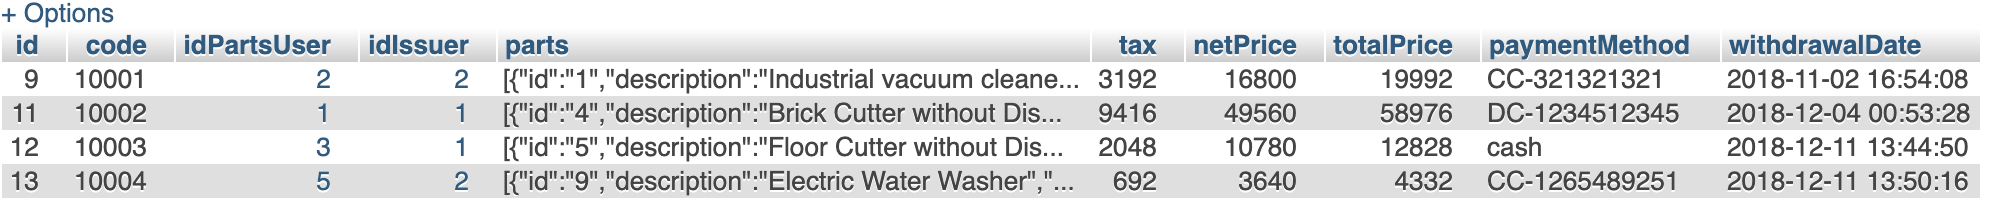 + Options
id code idPartsUser idIssuer parts tax netPrice totalPrice paymentMethod withdrawalDate
9 10001 2 2 [{"id":"1","description":"Industrial vacuum cleane... 3192 16800 19992 CC-321321321 2018-11-02 16:54:08
11 10002 1 1 [{"id":"4","description":"Brick Cutter without Dis... 9416 49560 58976 DC-1234512345 2018-12-04 00:53:28
12 10003 3 1 [{"id":"5","description":"Floor Cutter without Dis... 2048 10780 12828 cash 2018-12-11 13:44:50
13 10004 5 2 [{"id":"9","description":"Electric Water Washer","... 692 3640 4332 CC-1265489251 2018-12-11 13:50:16